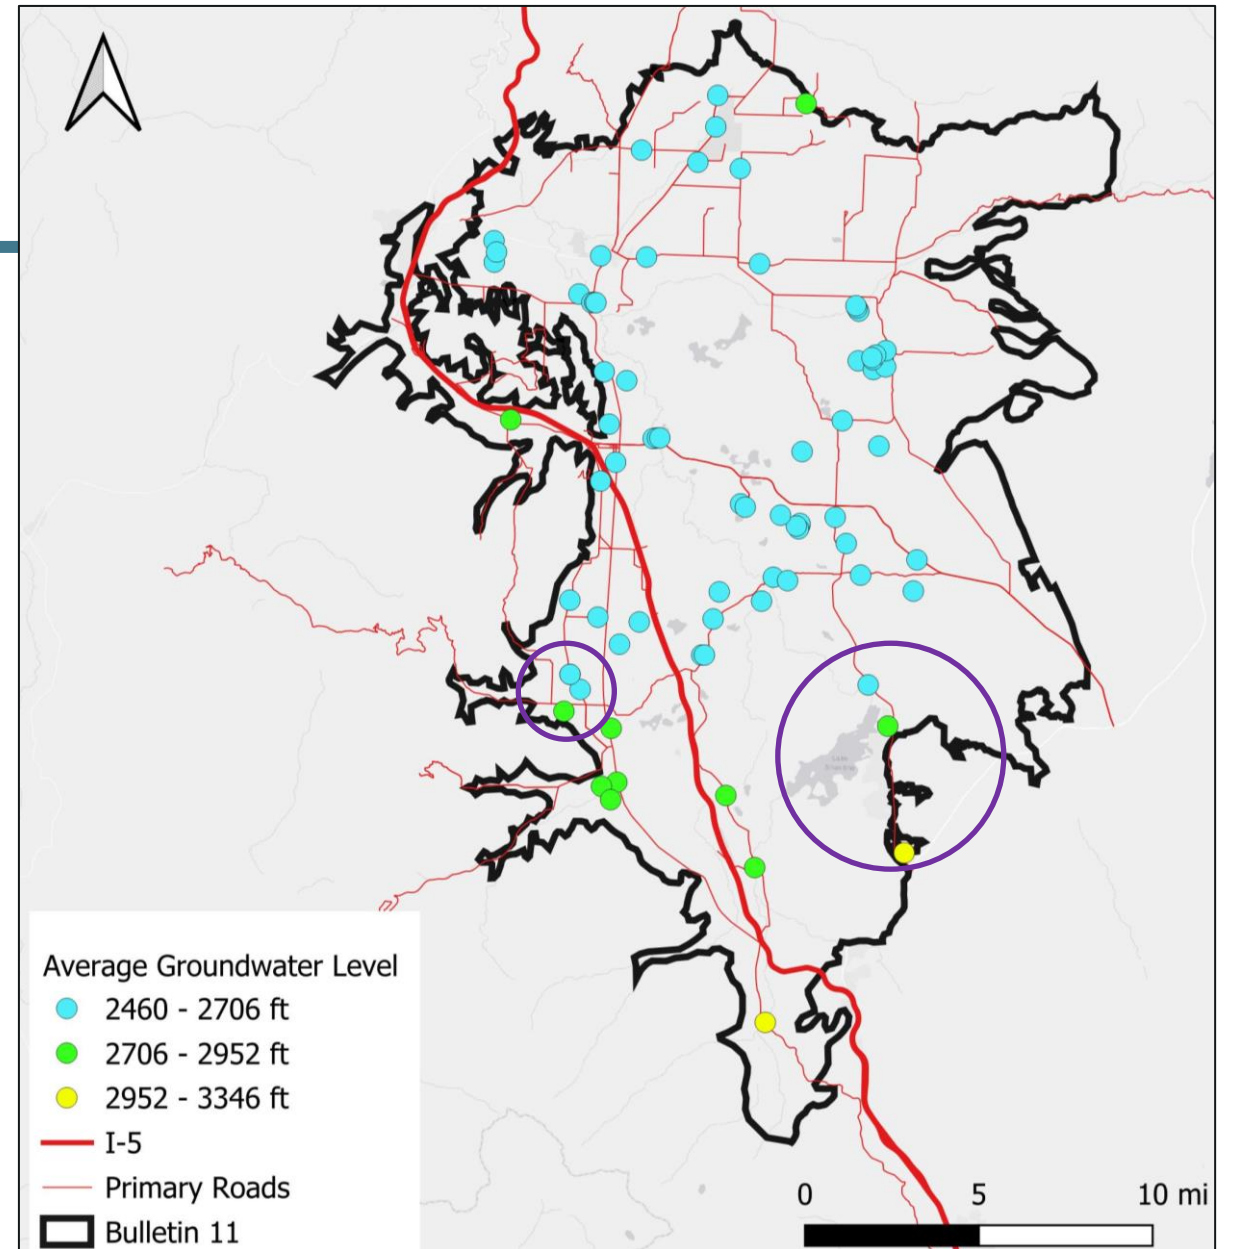 Average Groundwater Level
2460 - 2706 ft
2706 - 2952 ft
2952 - 3346 ft
I-5
Primary Roads
Bulletin 11
0 5 10 mi